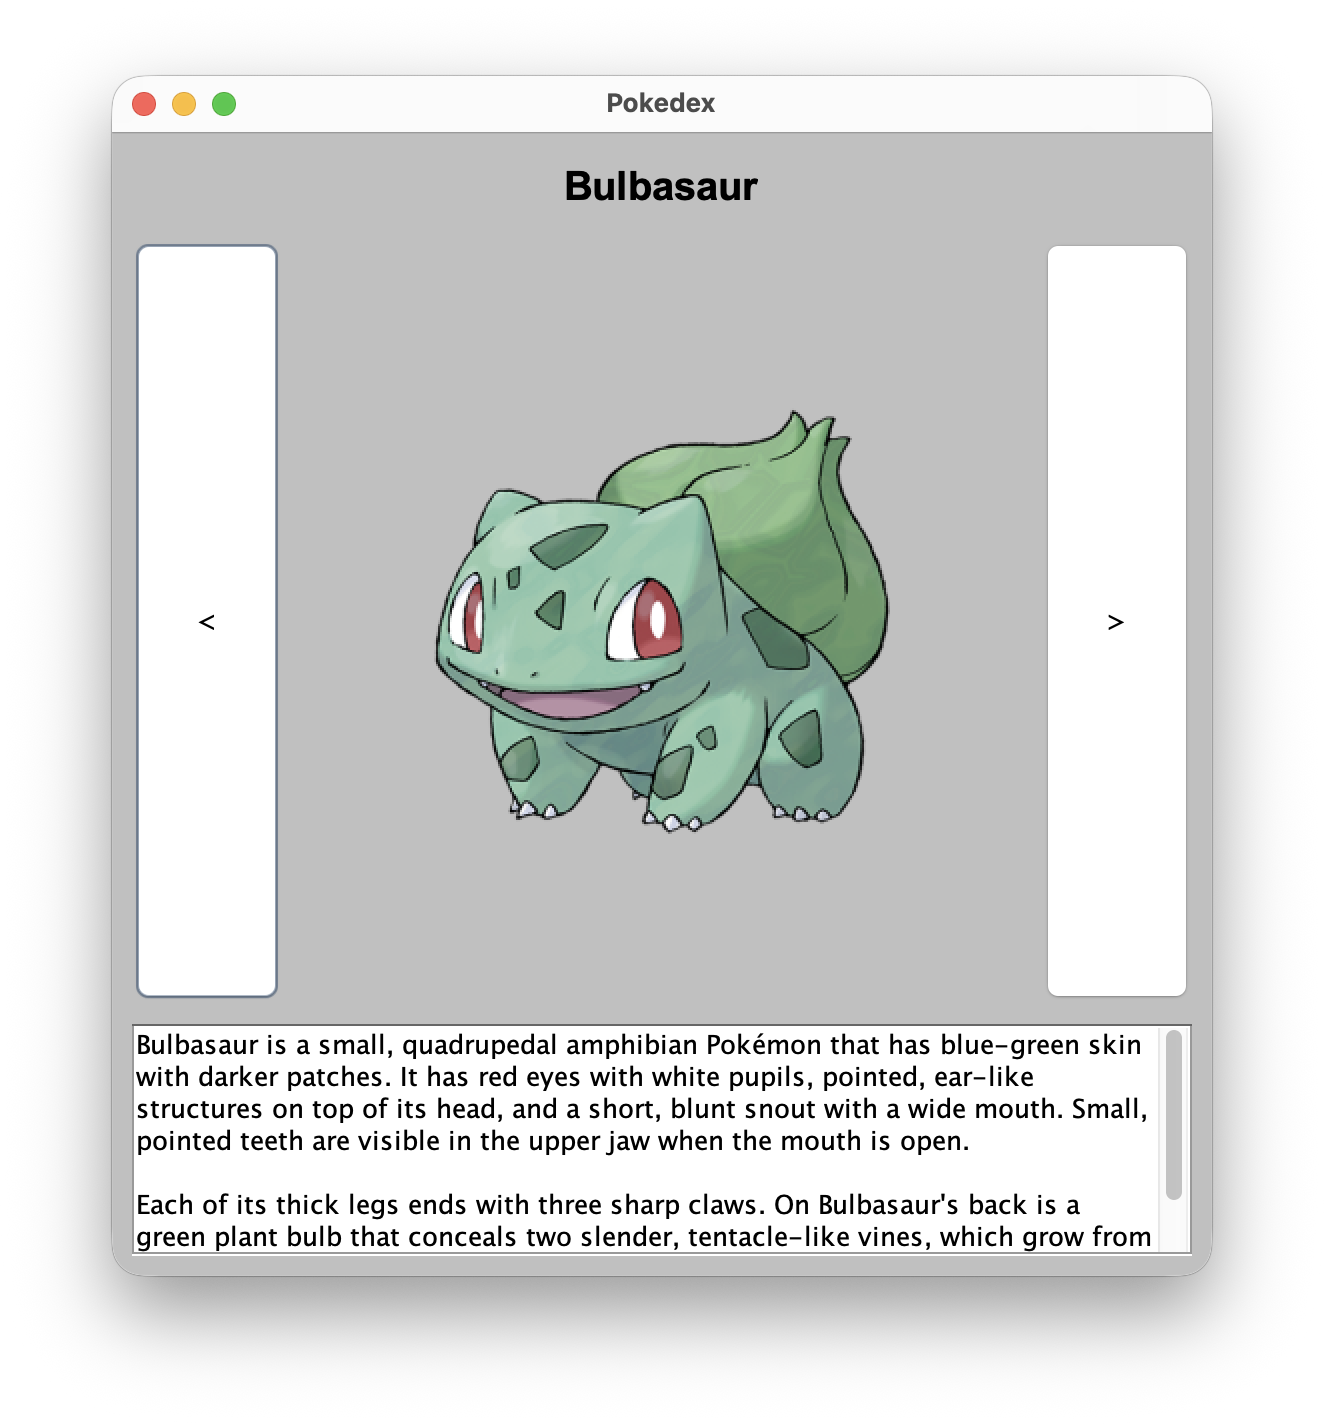 Pokedex
Bulbasaur
<
>
Bulbasaur is a small, quadrupedal amphibian Pokémon that has blue-green skin
with darker patches. It has red eyes with white pupils, pointed, ear-like
structures on top of its head, and a short, blunt snout with a wide mouth. Small,
pointed teeth are visible in the upper jaw when the mouth is open.
Each of its thick legs ends with three sharp claws. On Bulbasaur's back is a
green plant bulb that conceals two slender, tentacle-like vines, which grow from